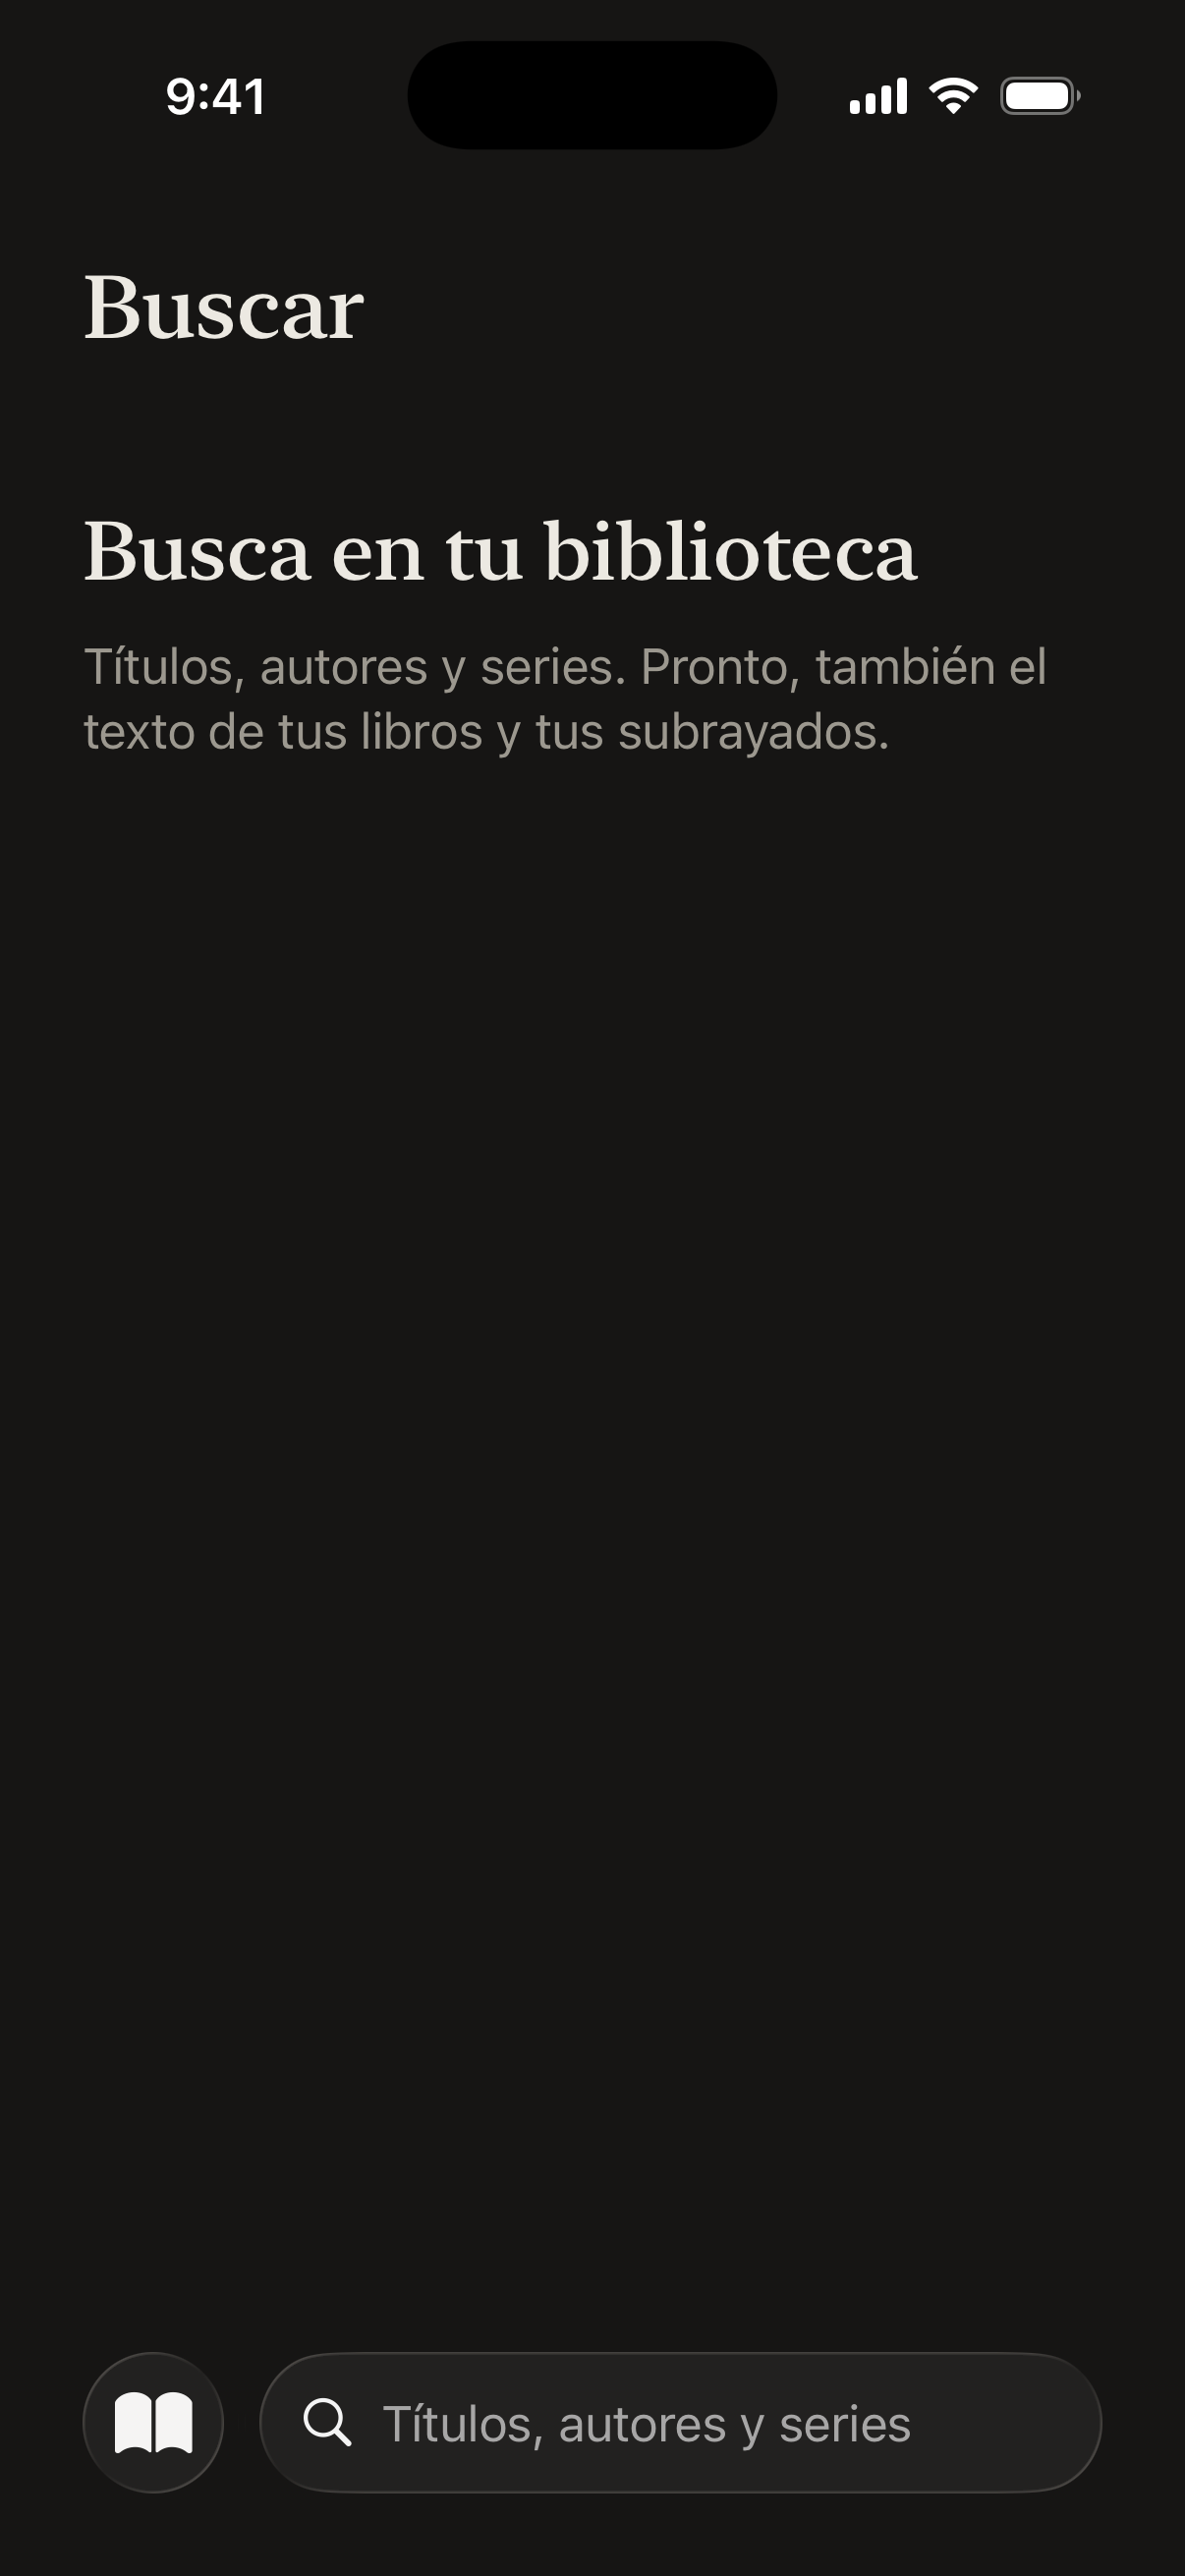 9:41
Buscar
Busca en tu biblioteca
Títulos, autores y series. Pronto, también el
texto de tus libros y tus subrayados.
Títulos, autores y series